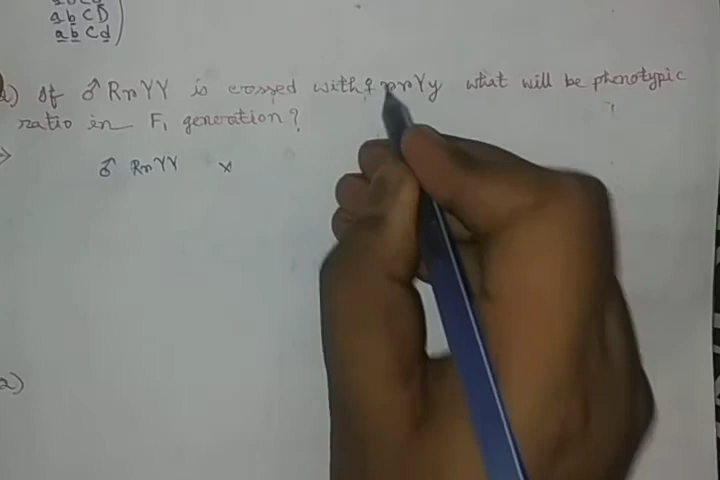 a b C D
a b C d
If ♂ RrYY is crossed with ♀ rrYy what will be phenotypic
ratio in F₁ generation?
→
♂ RrYY ×
2)